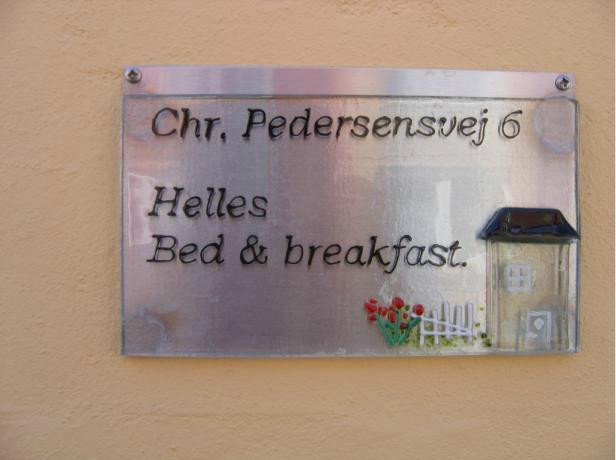 Chr. Pedersensvej 6
Helles
Bed & breakfast.